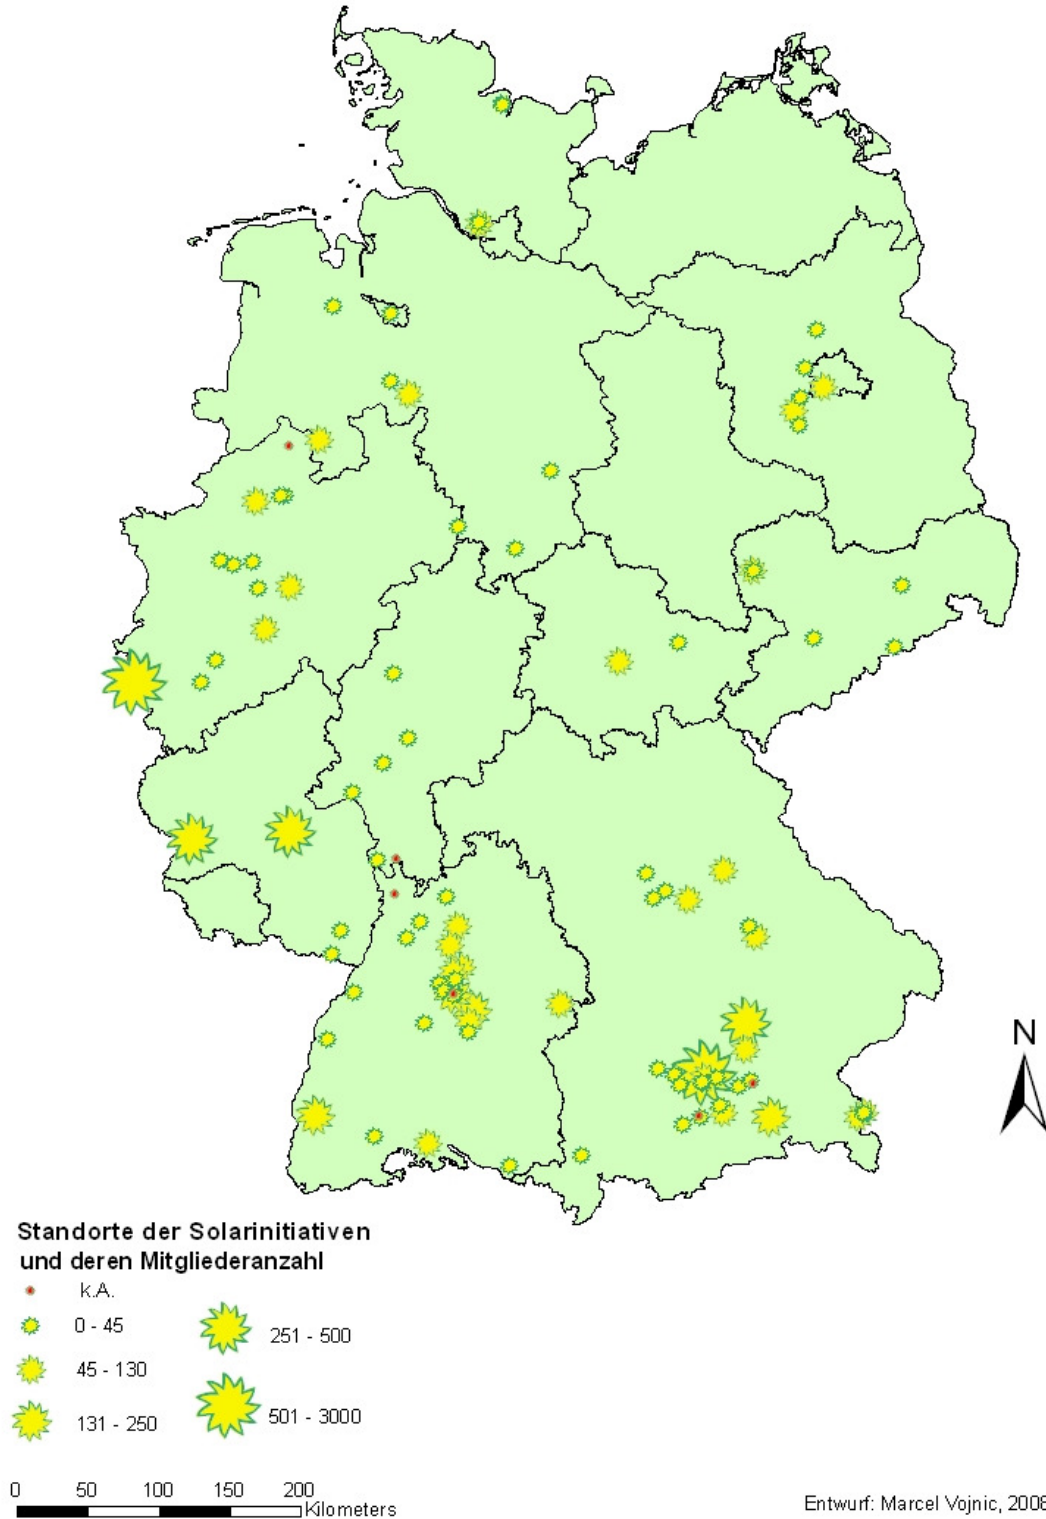 N
Standorte der Solarinitiativen
und deren Mitgliederanzahl
k.A.
0 - 45
45 - 130
131 - 250
251 - 500
501 - 3000
0 50 100 150 200
Kilometers
Entwurf: Marcel Vojnic, 2008